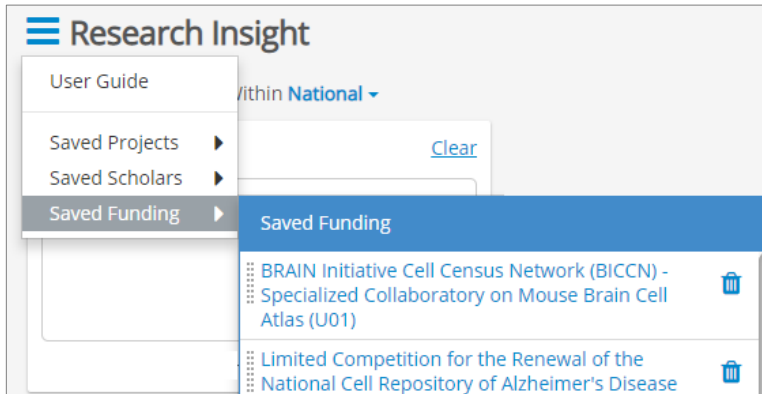 Research Insight
User Guide
Within National
Saved Projects
Clear
Saved Scholars
Saved Funding
Saved Funding
BRAIN Initiative Cell Census Network (BICCN) -
Specialized Collaboratory on Mouse Brain Cell
Atlas (U01)
Limited Competition for the Renewal of the
National Cell Repository of Alzheimer's Disease